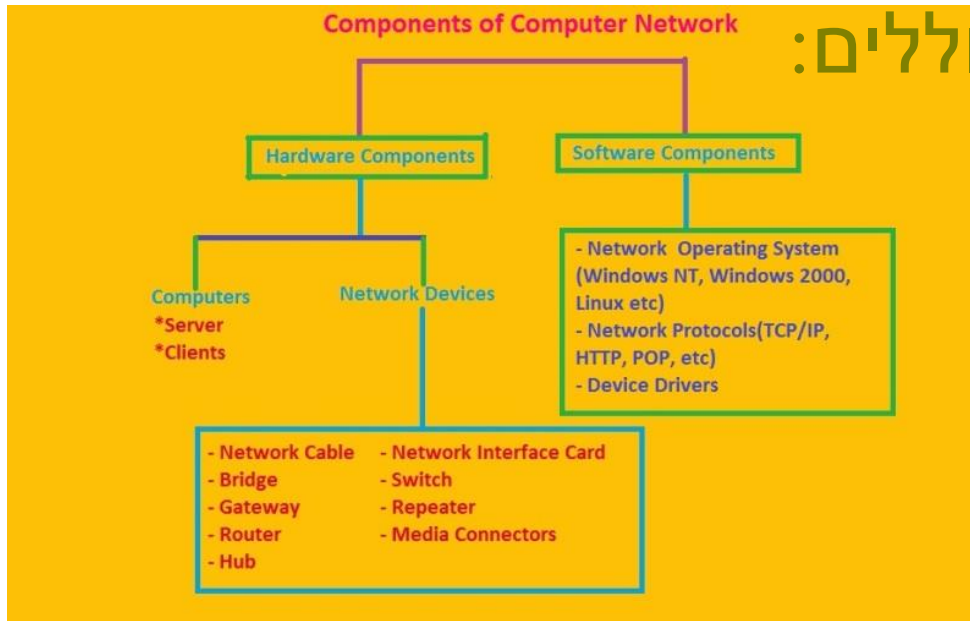 Components of Computer Network
Hardware Components
Software Components
Computers
*Server
*Clients
Network Devices
- Network Operating System
(Windows NT, Windows 2000,
Linux etc)
- Network Protocols(TCP/IP,
HTTP, POP, etc)
- Device Drivers
- Network Cable
- Bridge
- Gateway
- Router
- Hub
- Network Interface Card
- Switch
- Repeater
- Media Connectors